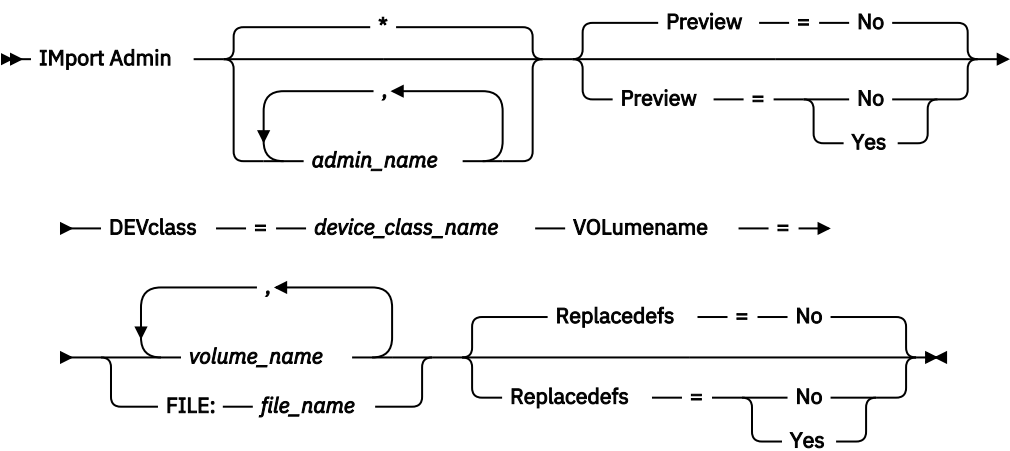 * Preview = No
IMport Admin
, Preview = No
Yes
admin_name
DEVclass = device_class_name VOLumename =
,
Replacedefs = No
volume_name
FILE: file_name Replacedefs = No
Yes